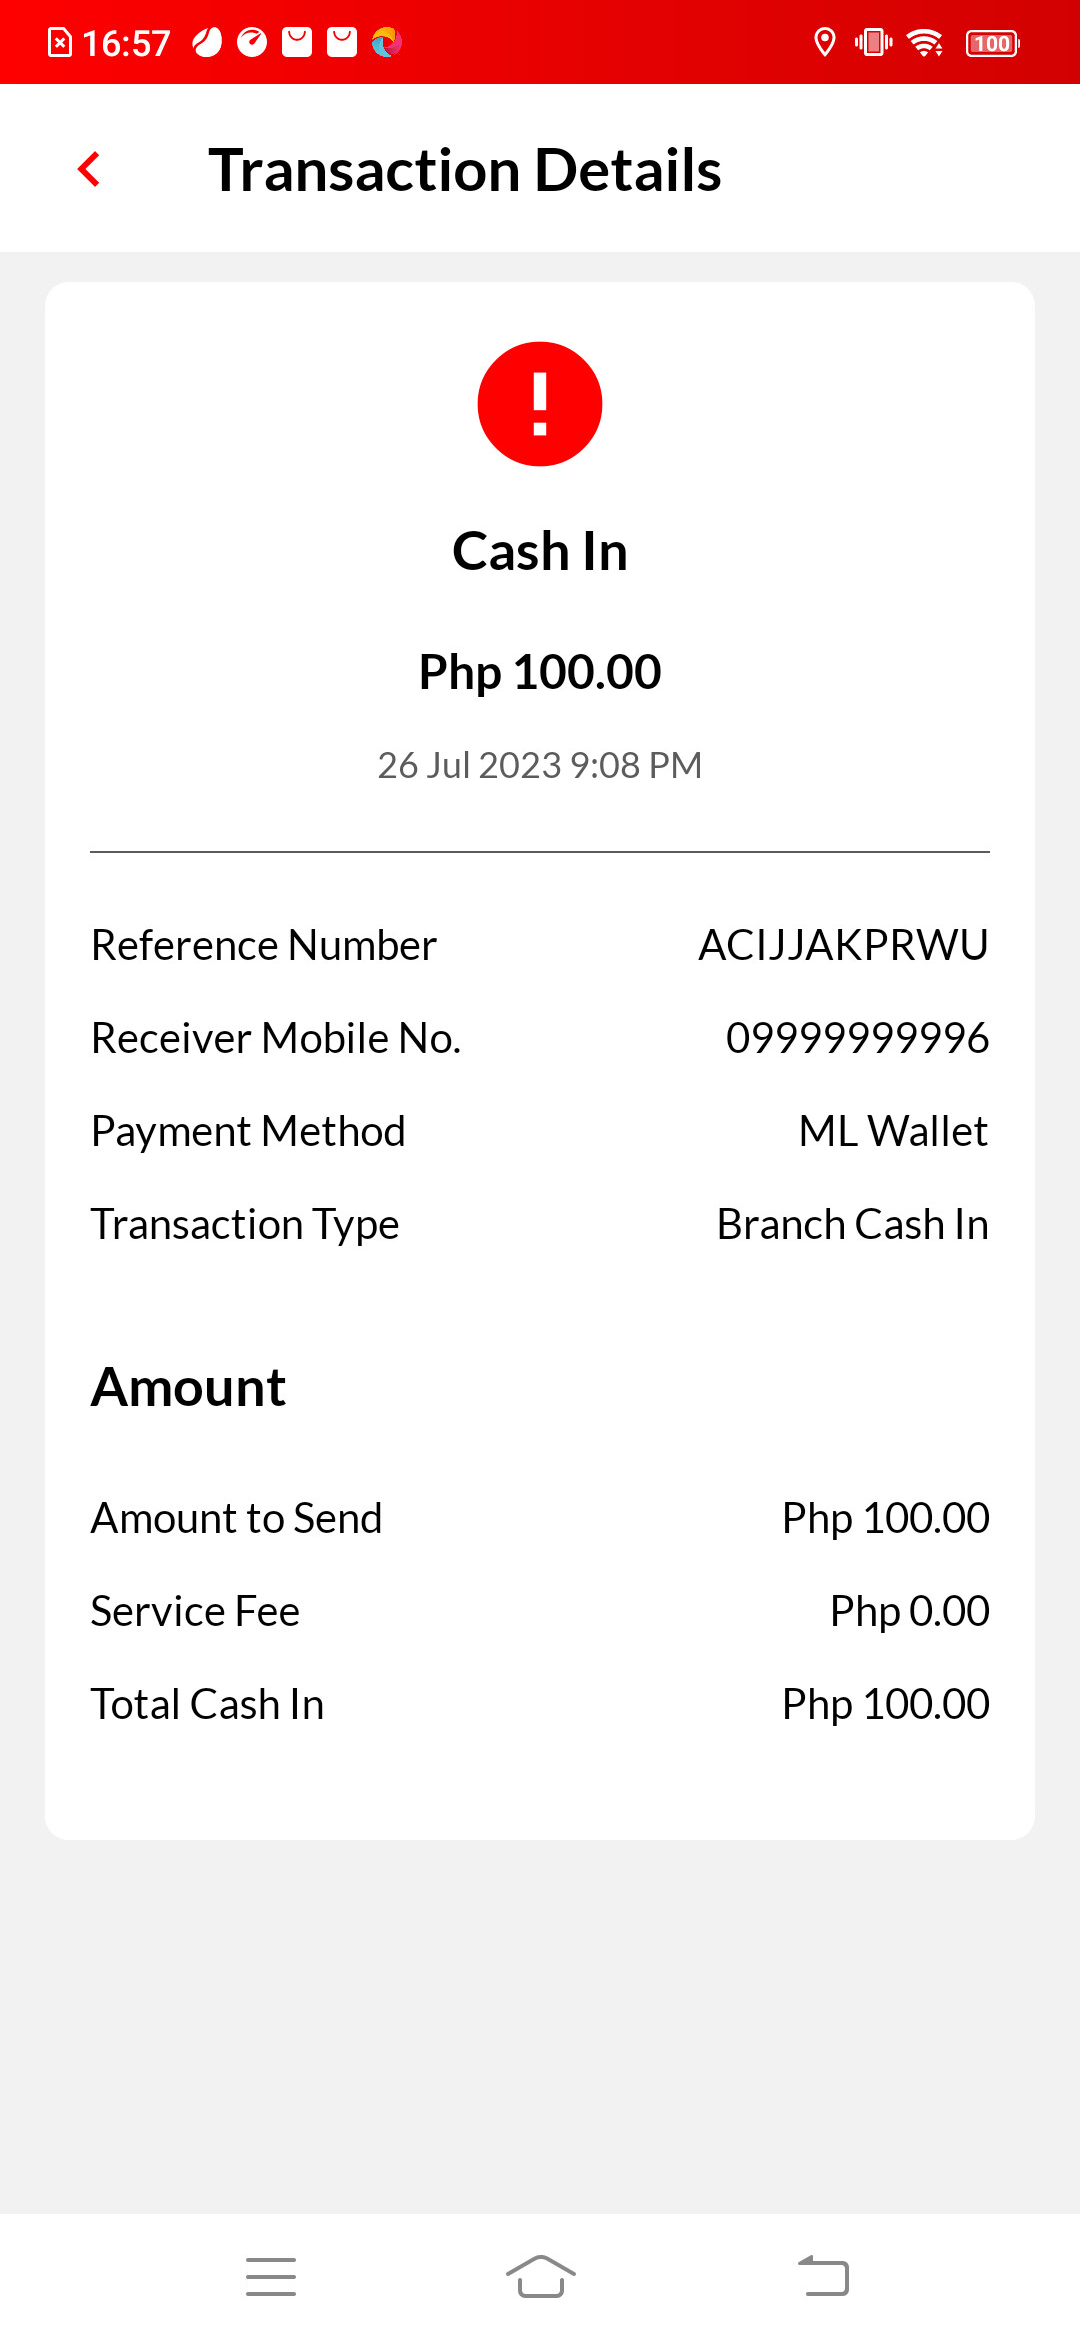 16:57
100
Transaction Details
Cash In
Php 100.00
26 Jul 2023 9:08 PM
Reference Number ACIJJAKPRWU
Receiver Mobile No. 09999999996
Payment Method ML Wallet
Transaction Type Branch Cash In
Amount
Amount to Send Php 100.00
Service Fee Php 0.00
Total Cash In Php 100.00